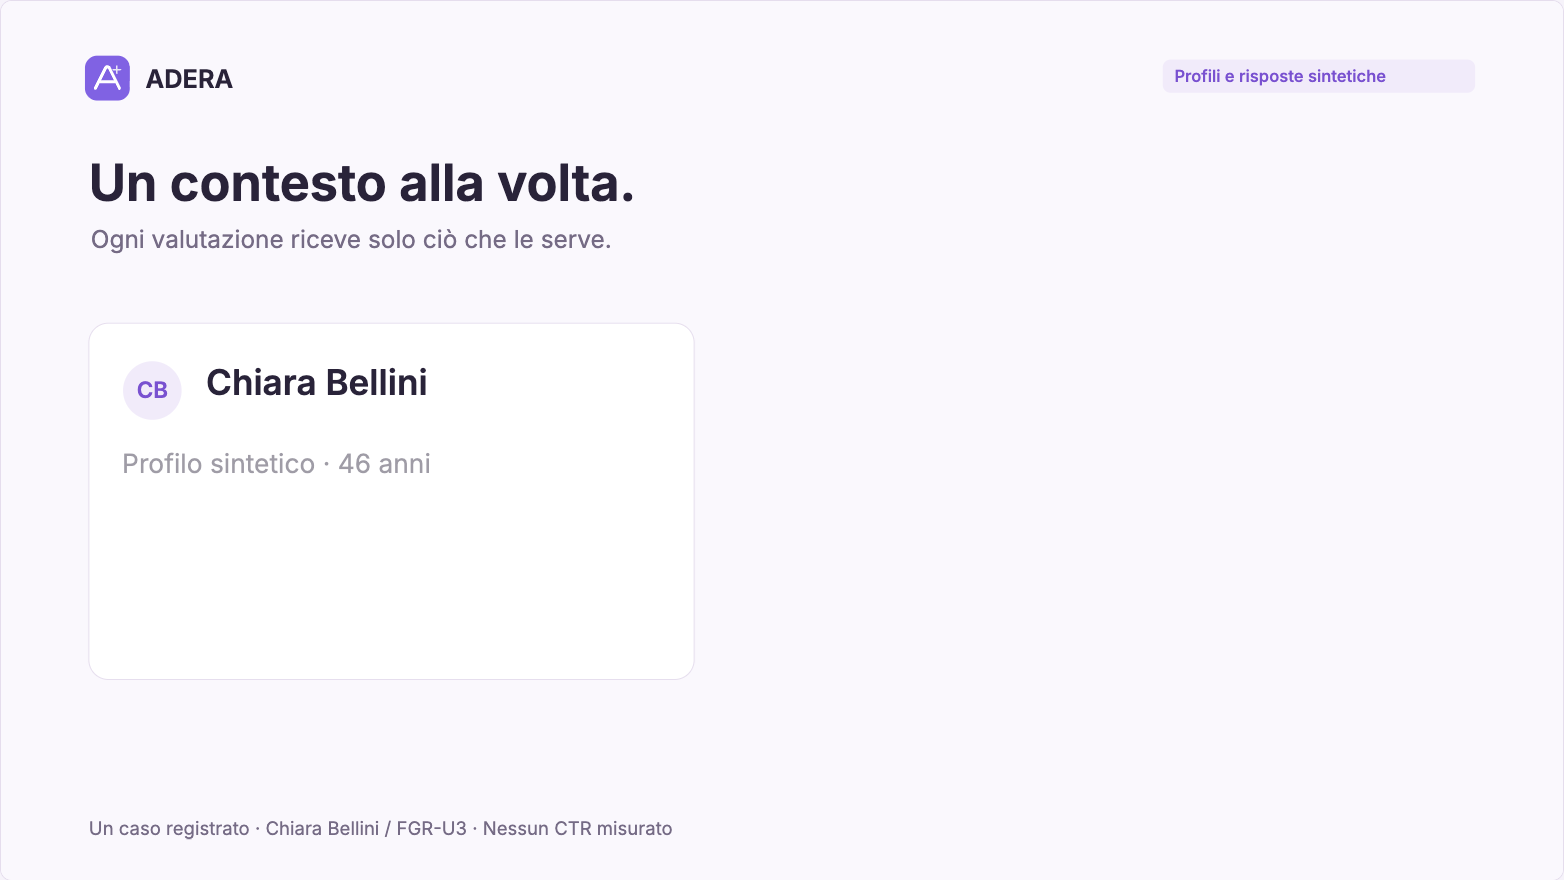 ADERA
Profili e risposte sintetiche
Un contesto alla volta.
Ogni valutazione riceve solo ciò che le serve.
CB
Chiara Bellini
Profilo sintetico · 46 anni
Un caso registrato · Chiara Bellini / FGR-U3 · Nessun CTR misurato